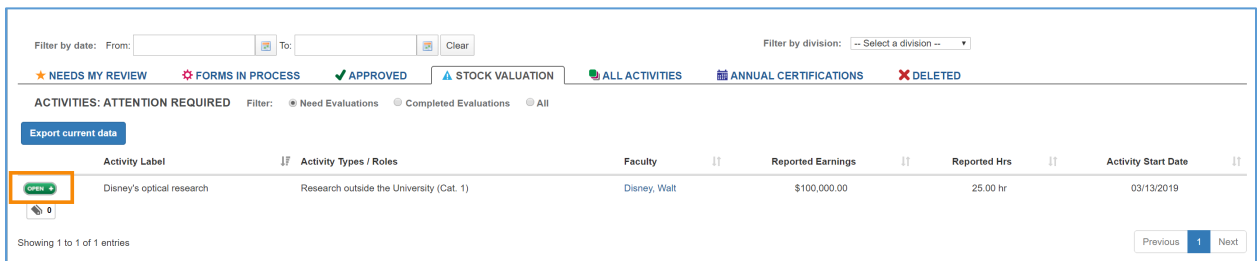 Filter by date: From: To: Clear Filter by division: -- Select a division --
NEEDS MY REVIEW FORMS IN PROCESS APPROVED STOCK VALUATION ALL ACTIVITIES ANNUAL CERTIFICATIONS DELETED
ACTIVITIES: ATTENTION REQUIRED Filter: Need Evaluations Completed Evaluations All
Export current data
Activity Label Activity Types / Roles Faculty Reported Earnings Reported Hrs Activity Start Date
OPEN Disney's optical research Research outside the University (Cat. 1) Disney, Walt $100,000.00 25.00 hr 03/13/2019
0
Showing 1 to 1 of 1 entries Previous 1 Next